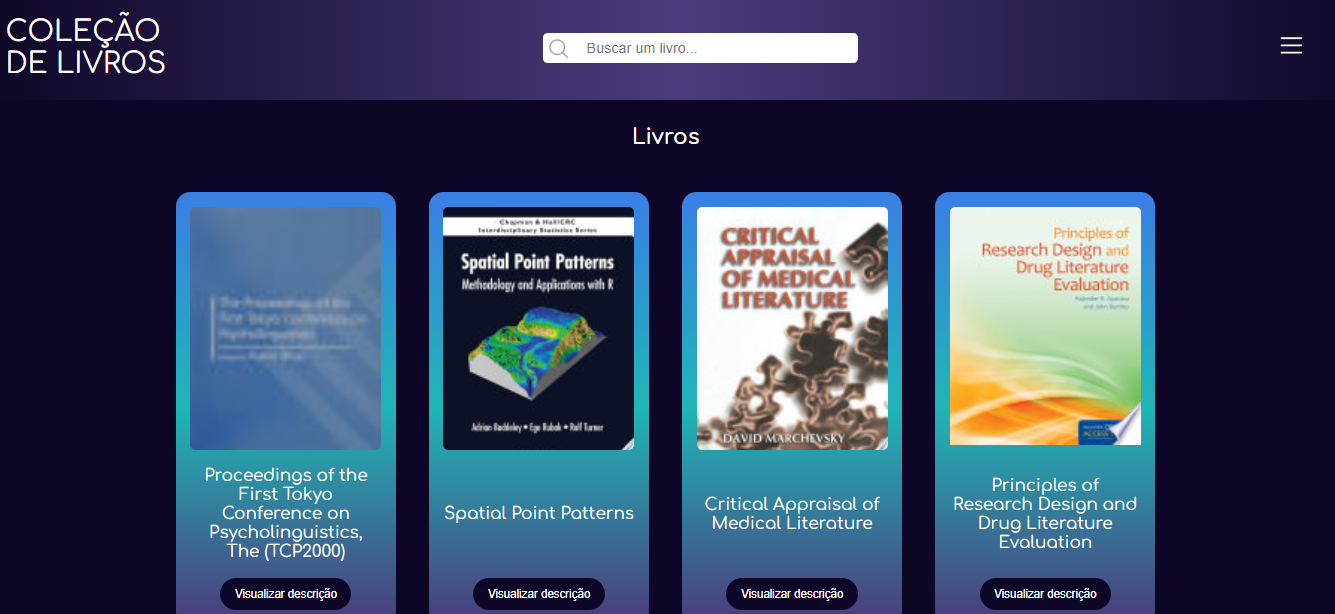 COLEÇÃO
DE LIVROS
Buscar um livro...
Livros
The Proceedings of the
First Tokyo Conference on
Psycholinguistics
Chapman & Hall/CRC
Interdisciplinary Statistics Series
Spatial Point Patterns
Methodology and Applications with R
Adrian Baddeley • Ege Rubak • Rolf Turner
CRITICAL
APPRAISAL
OF MEDICAL
LITERATURE
DAVID MARCHEVSKY
Principles of
Research Design and
Drug Literature
Evaluation
and John Bentley
ACCESS
Proceedings of the
First Tokyo
Conference on
Psycholinguistics,
The (TCP2000)
Spatial Point Patterns
Critical Appraisal of
Medical Literature
Principles of
Research Design and
Drug Literature
Evaluation
Visualizar descrição
Visualizar descrição
Visualizar descrição
Visualizar descrição